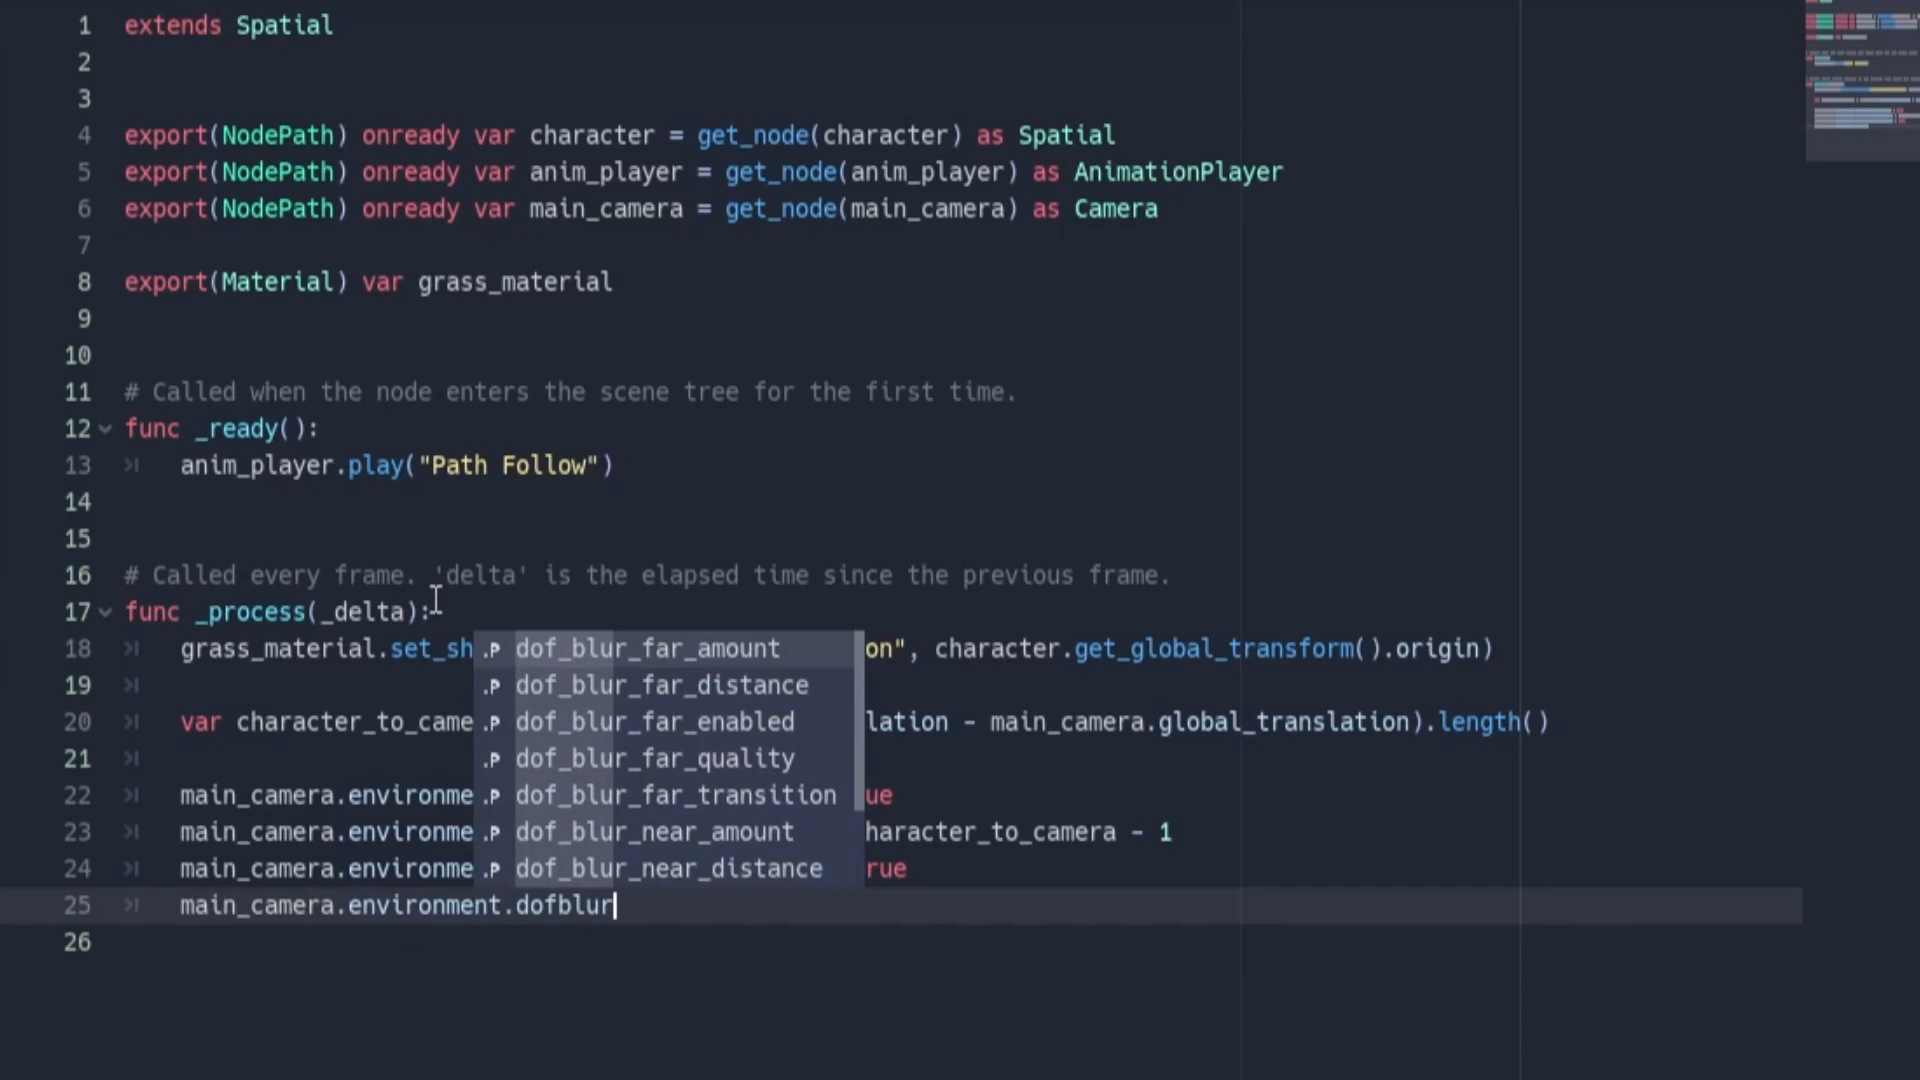 1 extends Spatial
2
3
4 export(NodePath) onready var character = get_node(character) as Spatial
5 export(NodePath) onready var anim_player = get_node(anim_player) as AnimationPlayer
6 export(NodePath) onready var main_camera = get_node(main_camera) as Camera
7
8 export(Material) var grass_material
9
10
11 # Called when the node enters the scene tree for the first time.
12 func _ready():
13 anim_player.play("Path Follow")
14
15
16 # Called every frame. 'delta' is the elapsed time since the previous frame.
17 func _process(_delta):
18 grass_material.set_sh .P dof_blur_far_amount on", character.get_global_transform().origin)
19 .P dof_blur_far_distance
20 var character_to_came .P dof_blur_far_enabled lation - main_camera.global_translation).length()
21 .P dof_blur_far_quality
22 main_camera.environme .P dof_blur_far_transition ue
23 main_camera.environme .P dof_blur_near_amount haracter_to_camera - 1
24 main_camera.environme .P dof_blur_near_distance rue
25 main_camera.environment.dofblur
26